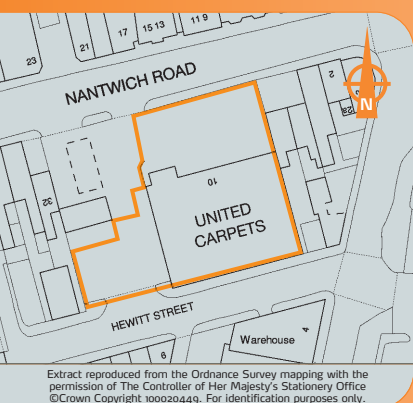 23
21
17
15 13
11 9
NANTWICH ROAD
2
N
2a
32
10
UNITED
CARPETS
HEWITT STREET
6
Warehouse
4
Extract reproduced from the Ordnance Survey mapping with the
permission of The Controller of Her Majesty's Stationery Office
©Crown Copyright 100020449. For identification purposes only.